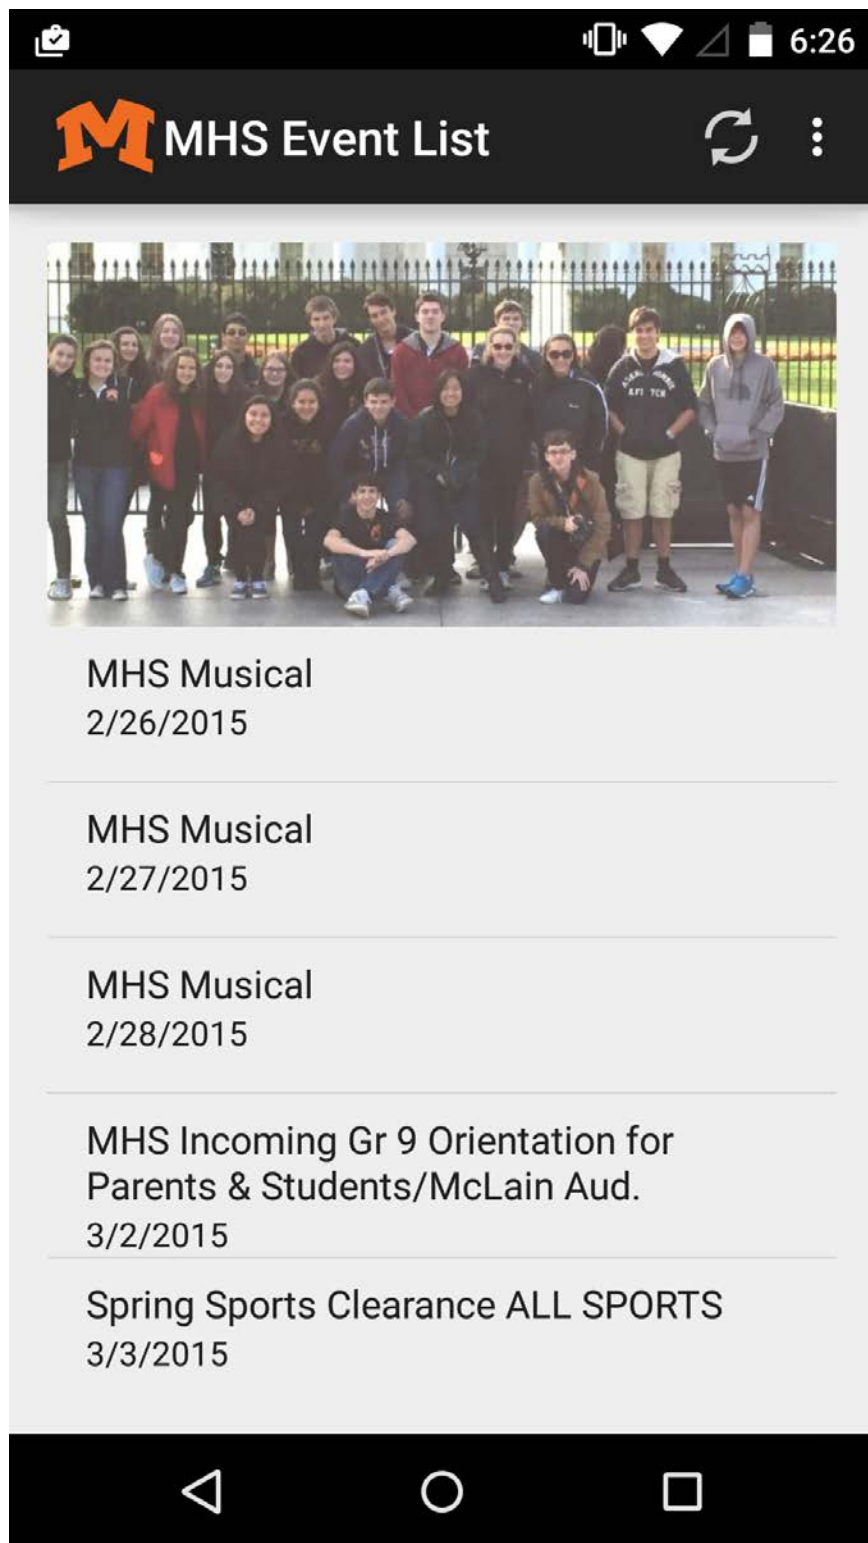 6:26
M MHS Event List
MHS Musical
2/26/2015
MHS Musical
2/27/2015
MHS Musical
2/28/2015
MHS Incoming Gr 9 Orientation for
Parents & Students/McLain Aud.
3/2/2015
Spring Sports Clearance ALL SPORTS
3/3/2015